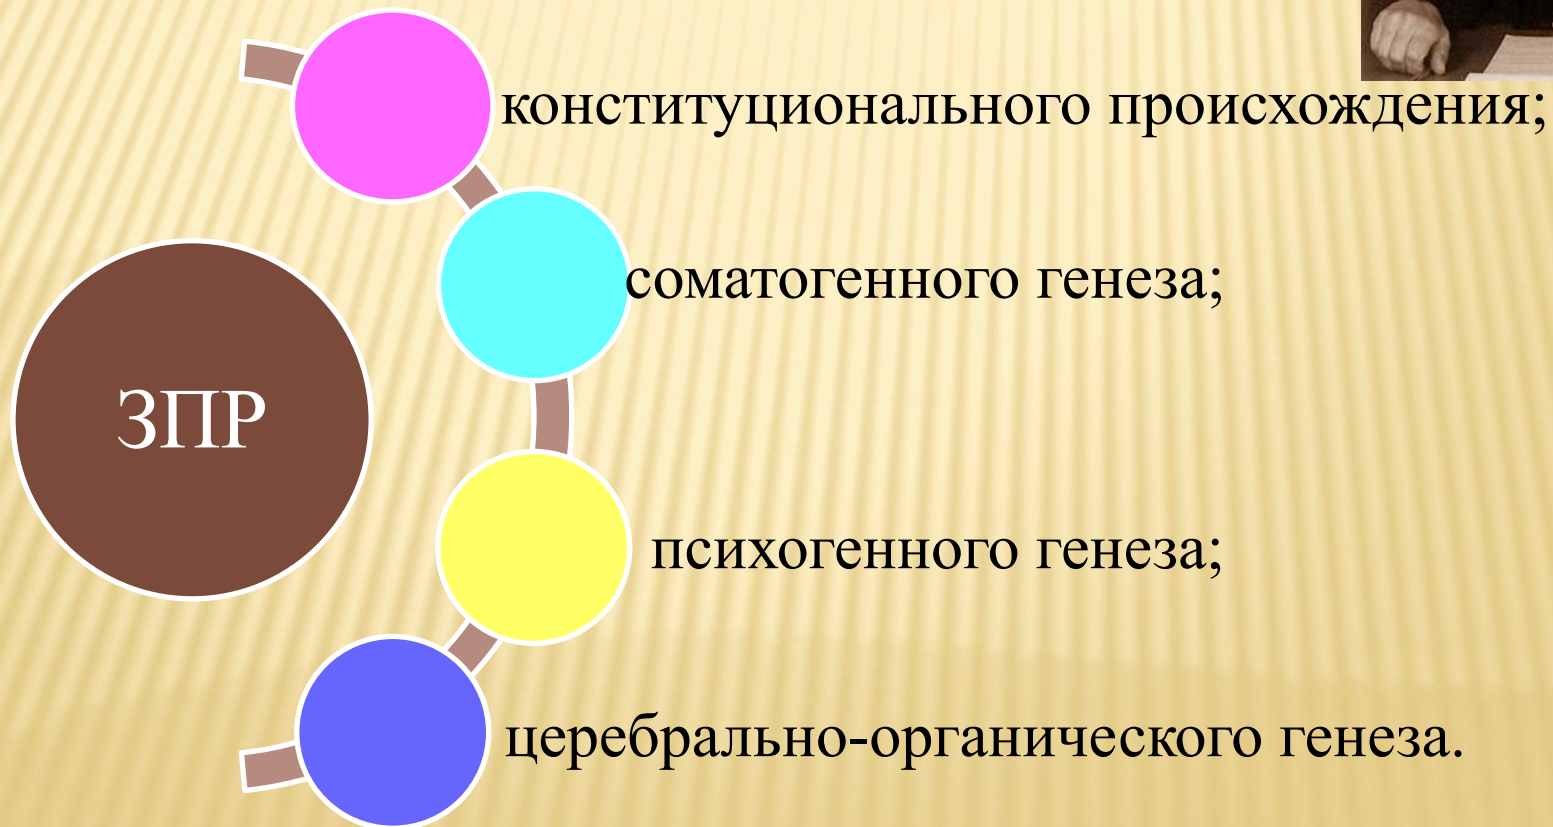 конституционального происхождения;
соматогенного генеза;
ЗПР
психогенного генеза;
церебрально-органического генеза.